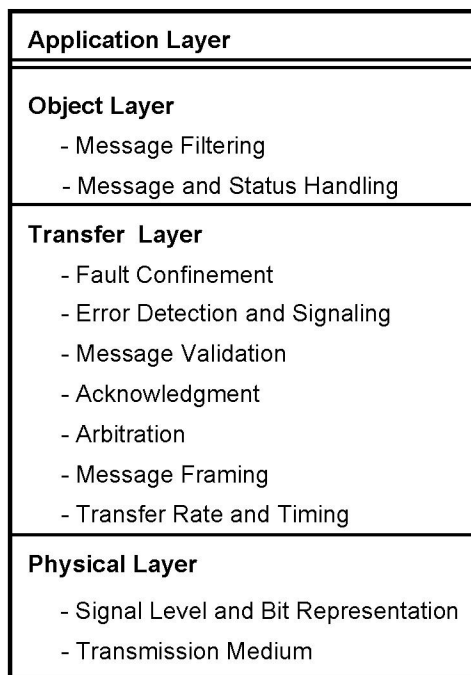 Application Layer
Object Layer
- Message Filtering
- Message and Status Handling
Transfer Layer
- Fault Confinement
- Error Detection and Signaling
- Message Validation
- Acknowledgment
- Arbitration
- Message Framing
- Transfer Rate and Timing
Physical Layer
- Signal Level and Bit Representation
- Transmission Medium